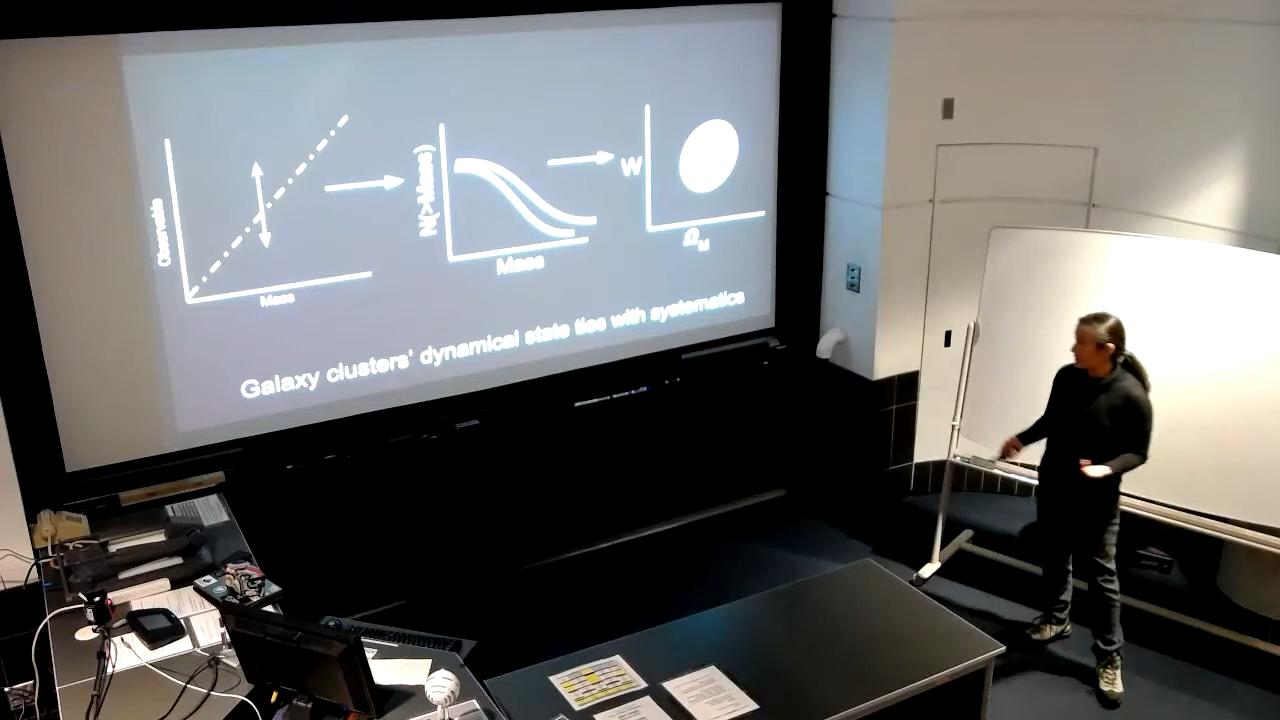 Observable
Mass
N(>Mass)
Mass
W
Ω_M
Galaxy clusters' dynamical state ties with systematics